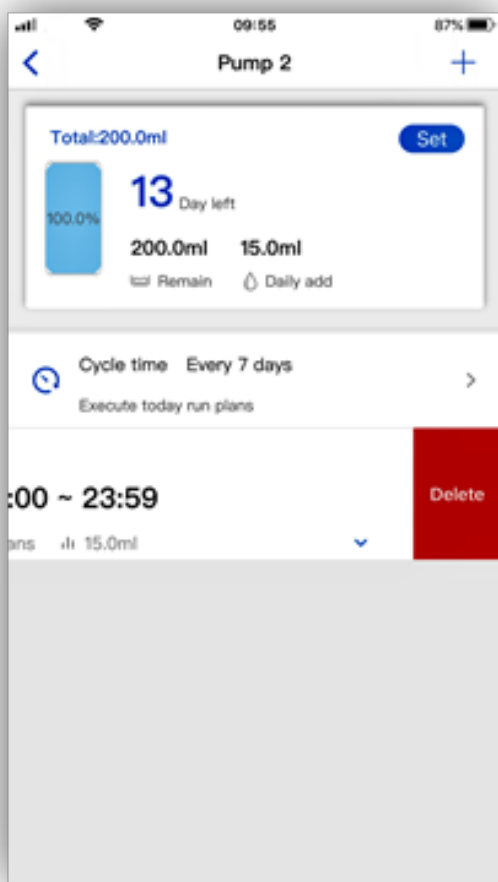 09:55 87%
Pump 2
Total:200.0ml Set
100.0%
13 Day left
200.0ml 15.0ml
Remain Daily add
Cycle time Every 7 days
Execute today run plans
:00 ~ 23:59
Delete
ans 15.0ml